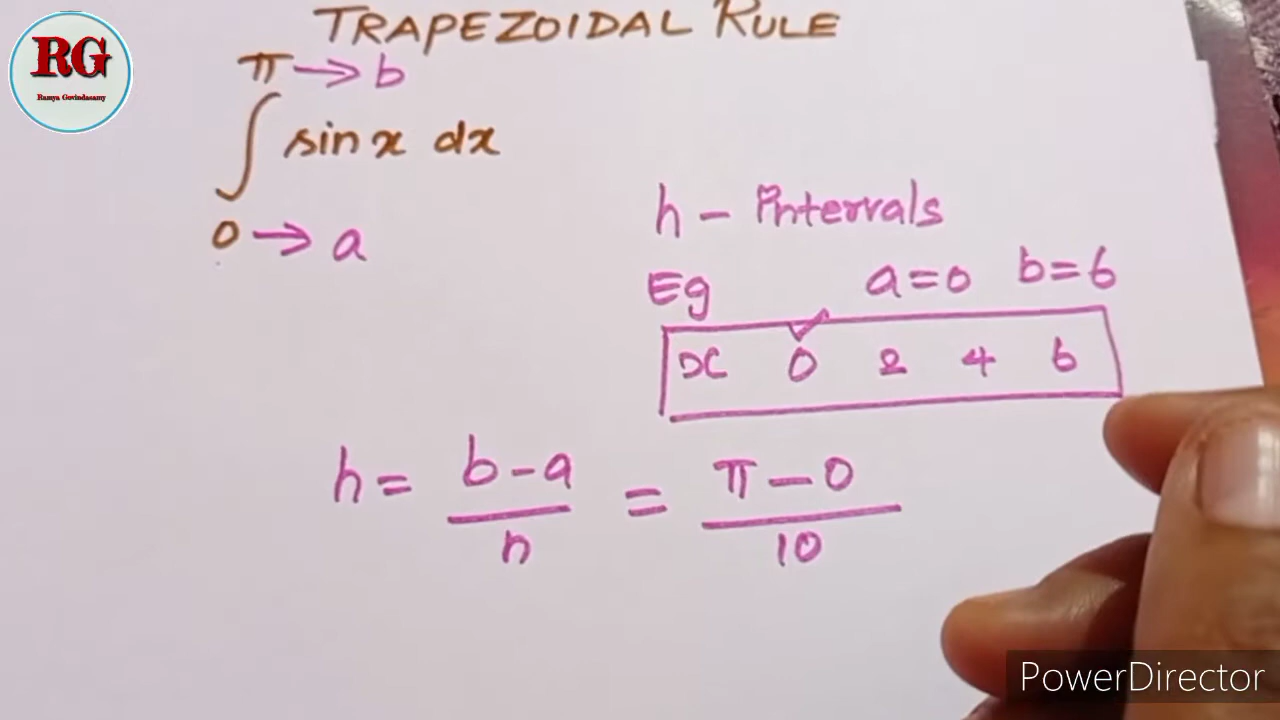 RG
Ramya Govindasamy
TRAPEZOIDAL RULE
π → b
∫ sin x dx
0 → a
h - Intervals
Eg a=0 b=6
x 0 2 4 6
h = b-a / n = π-0 / 10
PowerDirector